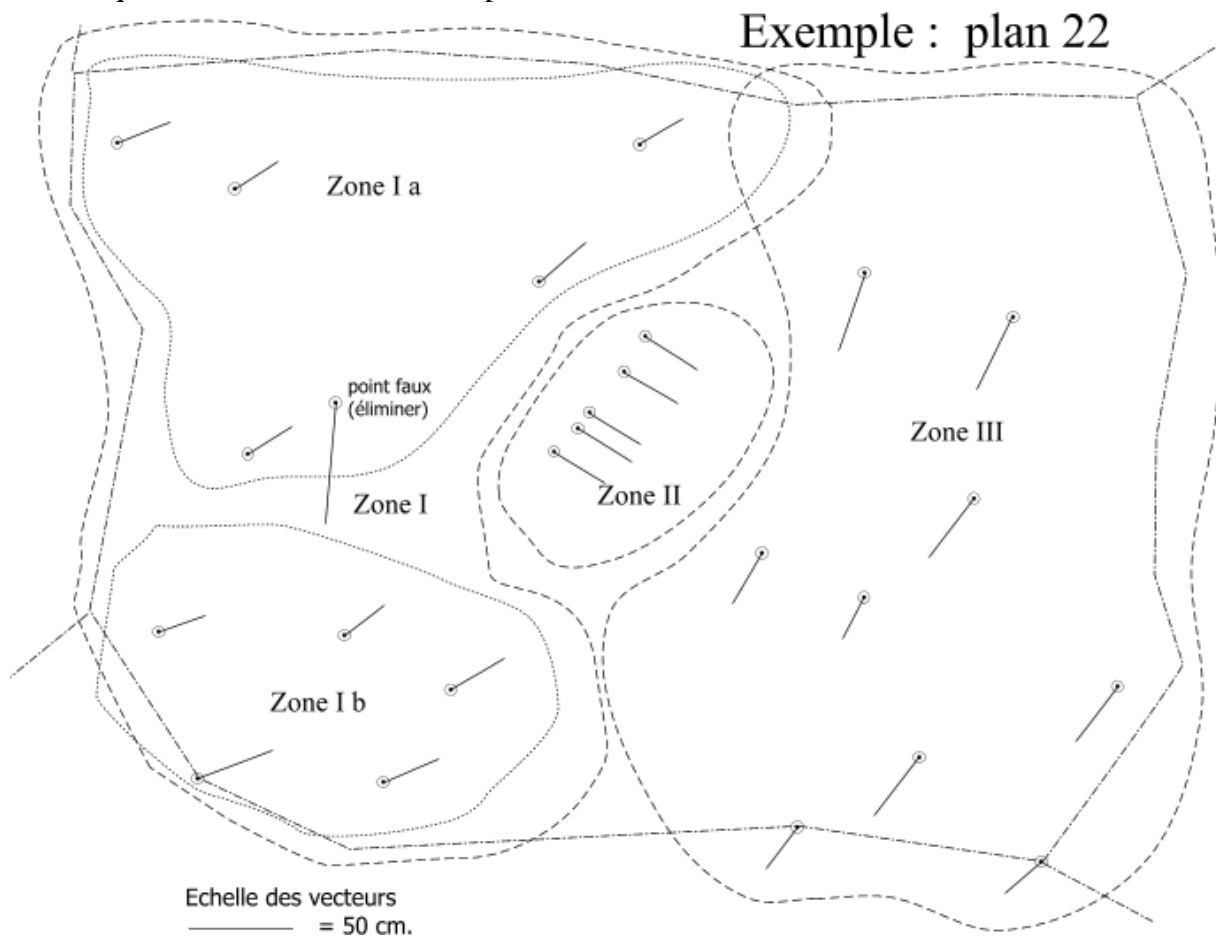 Exemple : plan 22
Zone I a
point faux
(éliminer)
Zone III
Zone II
Zone I
Zone I b
Echelle des vecteurs
= 50 cm.